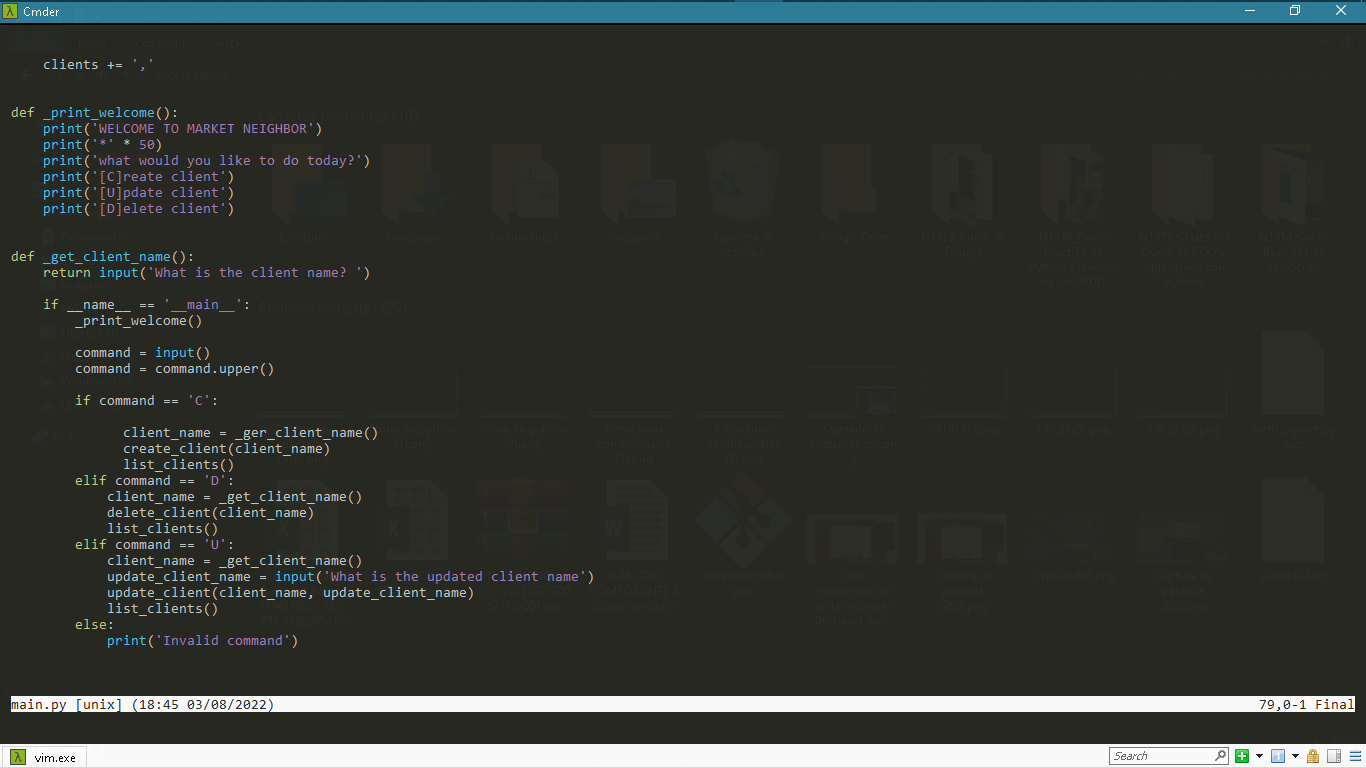 Cmder
clients += ','
def _print_welcome():
print('WELCOME TO MARKET NEIGHBOR')
print('*' * 50)
print('what would you like to do today?')
print('[C]reate client')
print('[U]pdate client')
print('[D]elete client')
def _get_client_name():
return input('What is the client name? ')
if __name__ == '__main__':
_print_welcome()
command = input()
command = command.upper()
if command == 'C':
client_name = _ger_client_name()
create_client(client_name)
list_clients()
elif command == 'D':
client_name = _get_client_name()
delete_client(client_name)
list_clients()
elif command == 'U':
client_name = _get_client_name()
update_client_name = input('What is the updated client name')
update_client(client_name, update_client_name)
list_clients()
else:
print('Invalid command')
main.py [unix] (18:45 03/08/2022) 79,0-1 Final
vim.exe
Search